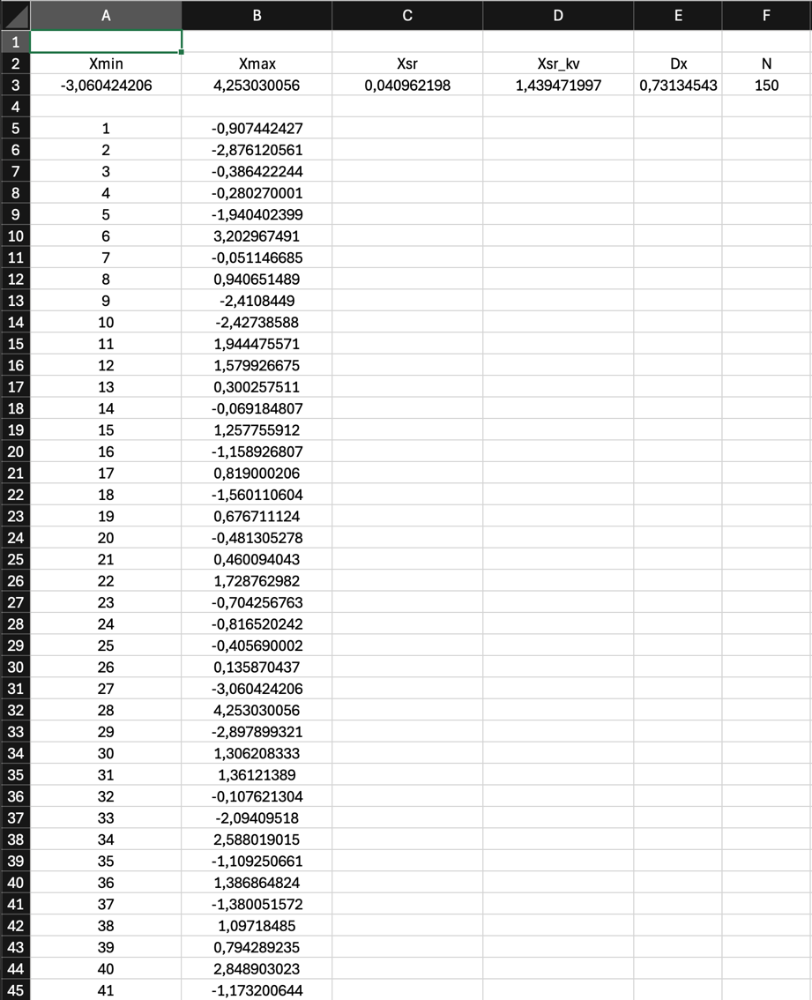 A B C D E F
1
2 Xmin Xmax Xsr Xsr_kv Dx N
3 -3,060424206 4,253030056 0,040962198 1,439471997 0,73134543 150
4
5 1 -0,907442427
6 2 -2,876120561
7 3 -0,386422244
8 4 -0,280270001
9 5 -1,940402399
10 6 3,202967491
11 7 -0,051146685
12 8 0,940651489
13 9 -2,4108449
14 10 -2,42738588
15 11 1,944475571
16 12 1,579926675
17 13 0,300257511
18 14 -0,069184807
19 15 1,257755912
20 16 -1,158926807
21 17 0,819000206
22 18 -1,560110604
23 19 0,676711124
24 20 -0,481305278
25 21 0,460094043
26 22 1,728762982
27 23 -0,704256763
28 24 -0,816520242
29 25 -0,405690002
30 26 0,135870437
31 27 -3,060424206
32 28 4,253030056
33 29 -2,897899321
34 30 1,306208333
35 31 1,36121389
36 32 -0,107621304
37 33 -2,09409518
38 34 2,588019015
39 35 -1,109250661
40 36 1,386864824
41 37 -1,380051572
42 38 1,09718485
43 39 0,794289235
44 40 2,848903023
45 41 -1,173200644